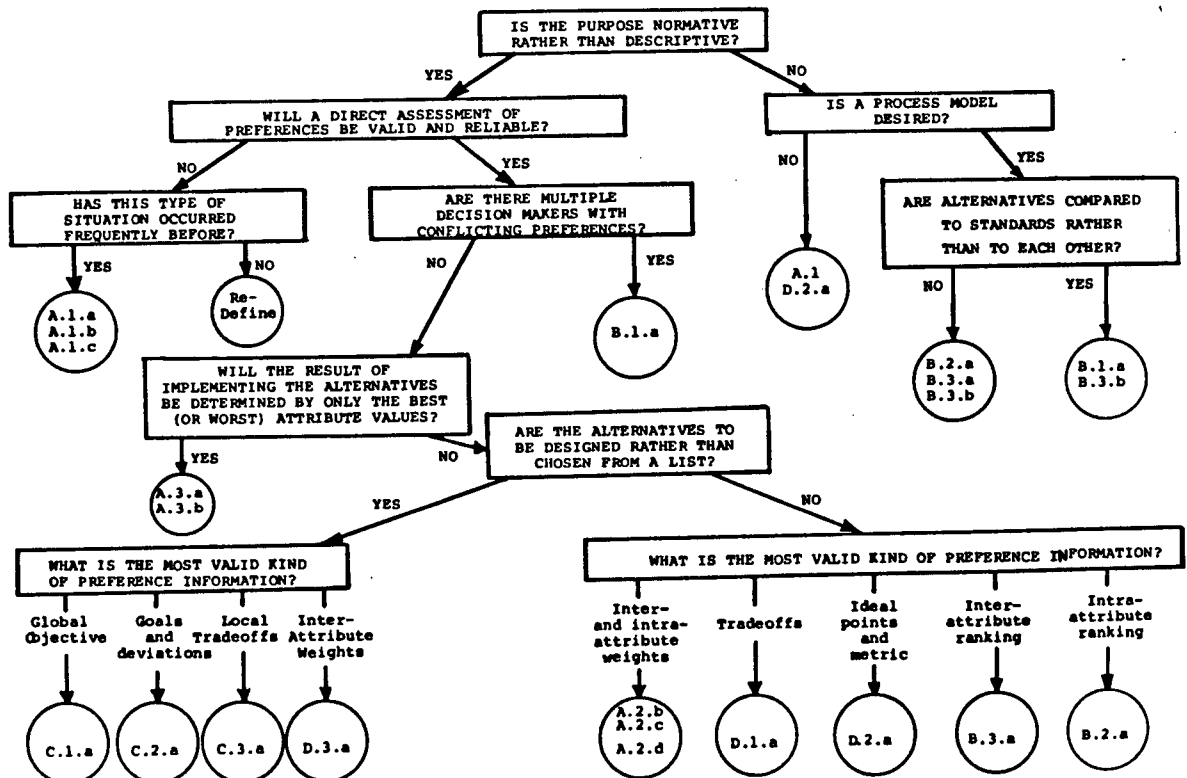 IS THE PURPOSE NORMATIVE
RATHER THAN DESCRIPTIVE?
YES
NO
WILL A DIRECT ASSESSMENT OF
PREFERENCES BE VALID AND RELIABLE?
IS A PROCESS MODEL
DESIRED?
NO
YES
NO
YES
HAS THIS TYPE OF
SITUATION OCCURRED
FREQUENTLY BEFORE?
ARE THERE MULTIPLE
DECISION MAKERS WITH
CONFLICTING PREFERENCES?
ARE ALTERNATIVES COMPARED
TO STANDARDS RATHER
THAN TO EACH OTHER?
YES
NO
NO
YES
NO
YES
A.1.a
A.1.b
A.1.c
Re-
Define
B.1.a
A.1
D.2.a
B.2.a
B.3.a
B.3.b
B.1.a
B.3.b
WILL THE RESULT OF
IMPLEMENTING THE ALTERNATIVES
BE DETERMINED BY ONLY THE BEST
(OR WORST) ATTRIBUTE VALUES?
YES
NO
A.3.a
A.3.b
ARE THE ALTERNATIVES TO
BE DESIGNED RATHER THAN
CHOSEN FROM A LIST?
YES
NO
WHAT IS THE MOST VALID KIND
OF PREFERENCE INFORMATION?
WHAT IS THE MOST VALID KIND OF PREFERENCE INFORMATION?
Global
Objective
Goals
and
deviations
Local
Tradeoffs
Inter-
Attribute
Weights
Inter-
and intra-
attribute
weights
Tradeoffs
Ideal
points
and
metric
Inter-
attribute
ranking
Intra-
attribute
ranking
C.1.a
C.2.a
C.3.a
D.3.a
A.2.b
A.2.c
A.2.d
D.1.a
D.2.a
B.3.a
B.2.a